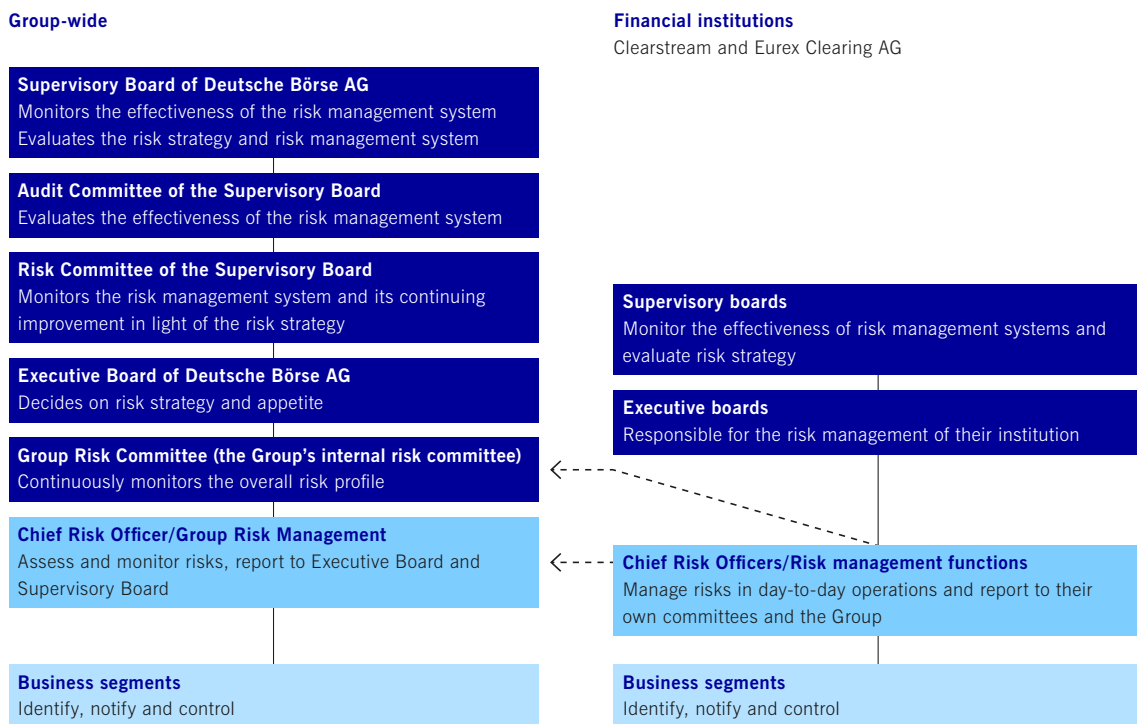 Group-wide
Supervisory Board of Deutsche Börse AG
Monitors the effectiveness of the risk management system
Evaluates the risk strategy and risk management system
Audit Committee of the Supervisory Board
Evaluates the effectiveness of the risk management system
Risk Committee of the Supervisory Board
Monitors the risk management system and its continuing
improvement in light of the risk strategy
Executive Board of Deutsche Börse AG
Decides on risk strategy and appetite
Group Risk Committee (the Group's internal risk committee)
Continuously monitors the overall risk profile
Chief Risk Officer/Group Risk Management
Assess and monitor risks, report to Executive Board and
Supervisory Board
Business segments
Identify, notify and control
Financial institutions
Clearstream and Eurex Clearing AG
Supervisory boards
Monitor the effectiveness of risk management systems and
evaluate risk strategy
Executive boards
Responsible for the risk management of their institution
Chief Risk Officers/Risk management functions
Manage risks in day-to-day operations and report to their
own committees and the Group
Business segments
Identify, notify and control